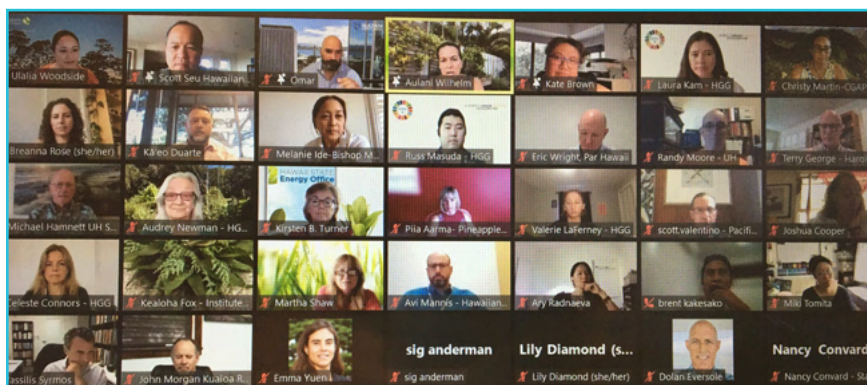 Ulalia Woodside
Scott Seu Hawaiian...
Omar
Aulani Wilhelm
Kate Brown
Laura Kam - HGG
Christy Martin-CGAP
Breanna Rose (she/her)
Kā'eo Duarte
Melanie Ide-Bishop M...
Russ Masuda - HGG
Eric Wright, Par Hawaii
Randy Moore - UH
Terry George - Harol
Michael Hamnett UH S...
Audrey Newman - HG...
HAWAII STATE
Energy Office
Kirsten B. Turner
Piia Aarma- Pineapple...
Valerie LaFerney - HGG
scott.valentino - Pacifi...
Joshua Cooper
Celeste Connors - HGG
Kealoha Fox - Institute...
Martha Shaw
Avi Mannis - Hawaiian...
Ary Radnaeva
brent kakesako
Miki Tomita
Vassilis Syrmos
John Morgan Kualoa R...
Emma Yuen
sig anderman
sig anderman
Lily Diamond (s...
Lily Diamond (she/her)
Dolan Eversole
Nancy Convard
Nancy Convard - S